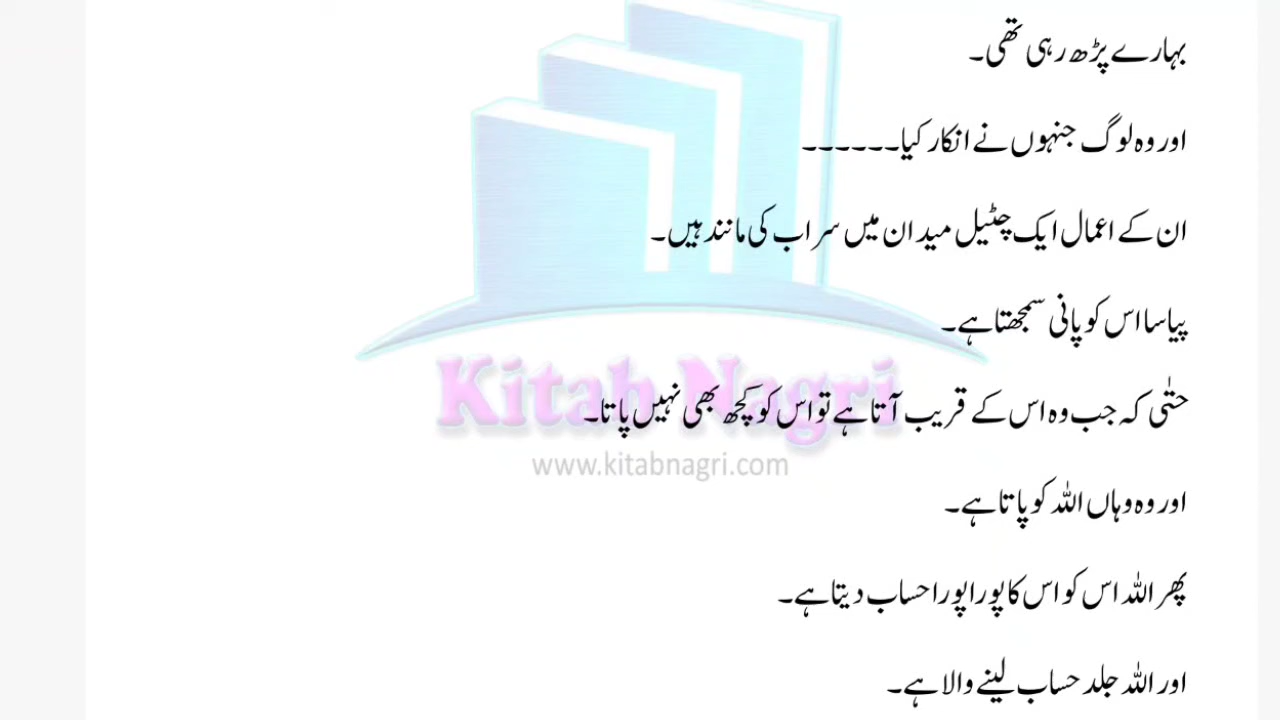 بہارے پڑھ رہی تھی۔
اور وہ لوگ جنہوں نے انکار کیا۔۔۔۔۔۔
ان کے اعمال ایک چٹیل میدان میں سراب کی مانند ہیں۔
پیاسا اس کو پانی سمجھتا ہے۔
حتٰی کہ جب وہ اس کے قریب آتا ہے تو اس کو کچھ بھی نہیں پاتا۔
Kitab Nagri
www.kitabnagri.com
اور وہ وہاں اللہ کو پاتا ہے۔
پھر اللہ اس کو اس کا پورا پورا حساب دیتا ہے۔
اور اللہ جلد حساب لینے والا ہے۔